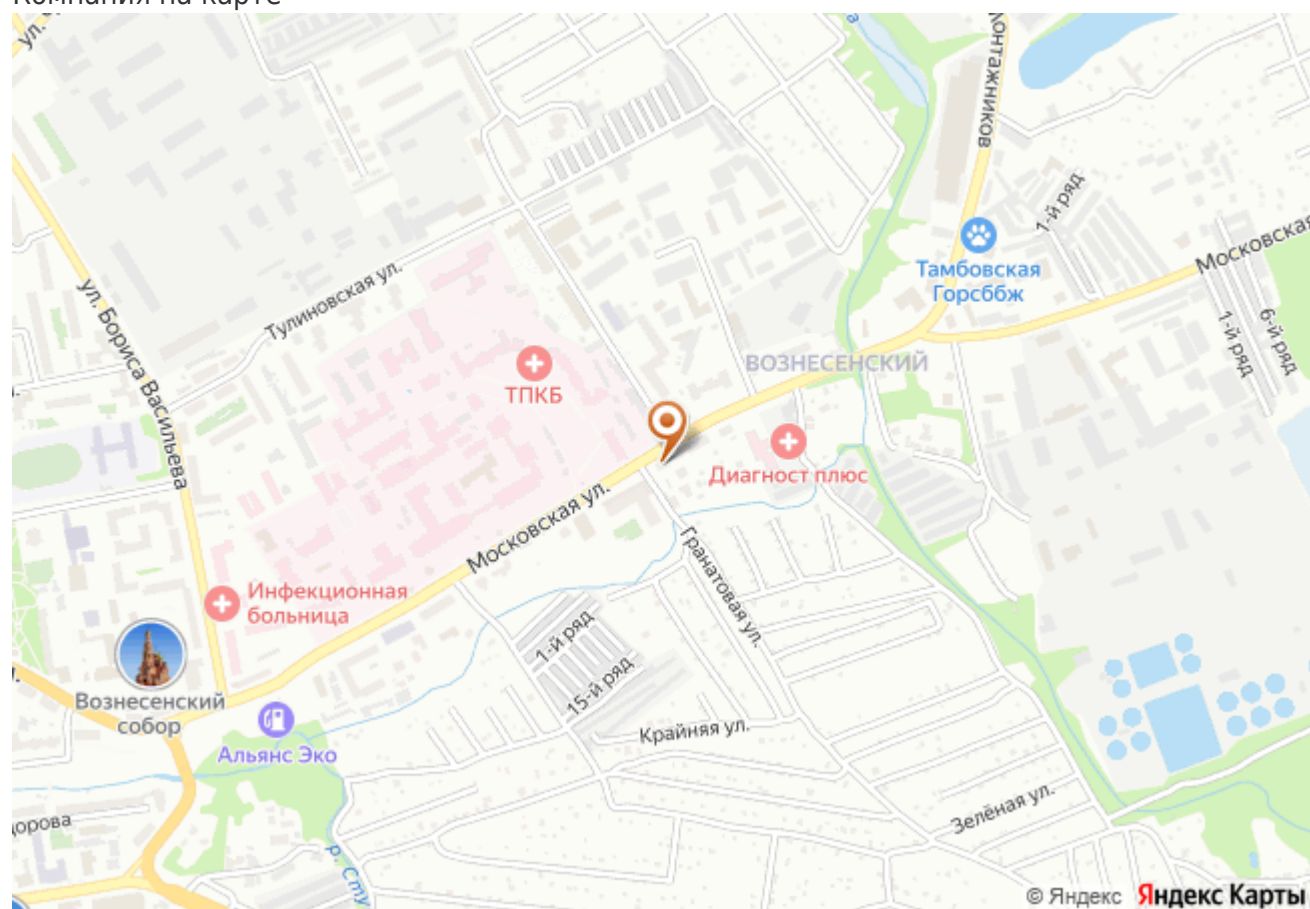 Компания на карте
Монтажников
1-й ряд
Московская
Тамбовская
Горсббж
6-й ряд
1-й ряд
Тулиновская ул.
ул. Бориса Васильева
ВОЗНЕСЕНСКИЙ
ТПКБ
Диагност плюс
Московская ул.
Гранатовая ул.
Инфекционная
больница
1-й ряд
15-й ряд
Вознесенский
собор
Альянс Эко
Крайняя ул.
Зелёная ул.
дорова
р. Сту
© Яндекс Яндекс Карты